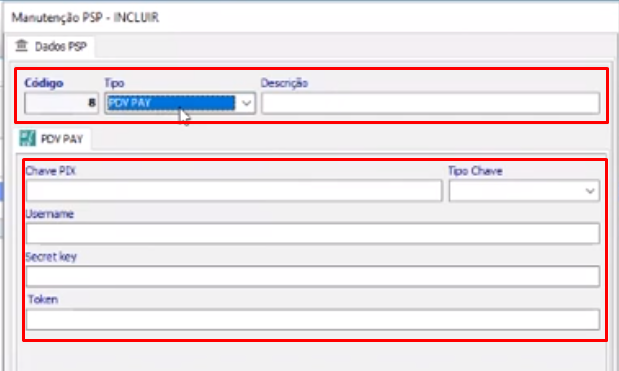 Manutenção PSP - INCLUIR
Dados PSP
Código Tipo Descrição
8 PDV PAY
PDV PAY
Chave PIX Tipo Chave
Username
Secret key
Token